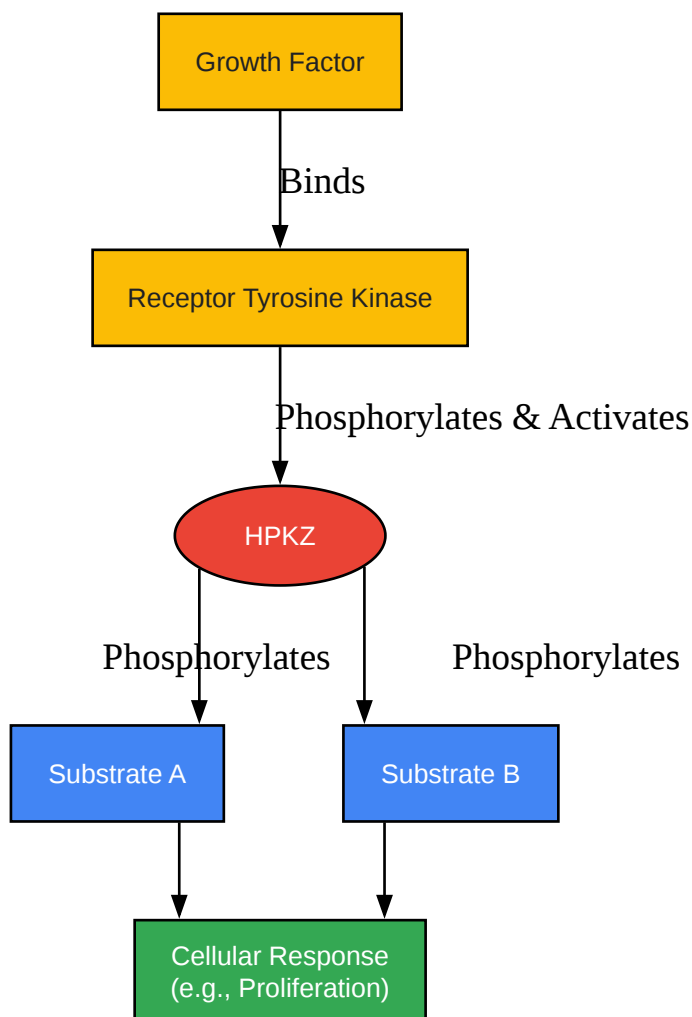 Growth Factor
Binds
Receptor Tyrosine Kinase
Phosphorylates & Activates
HPKZ
Phosphorylates
Phosphorylates
Substrate A
Substrate B
Cellular Response
(e.g., Proliferation)